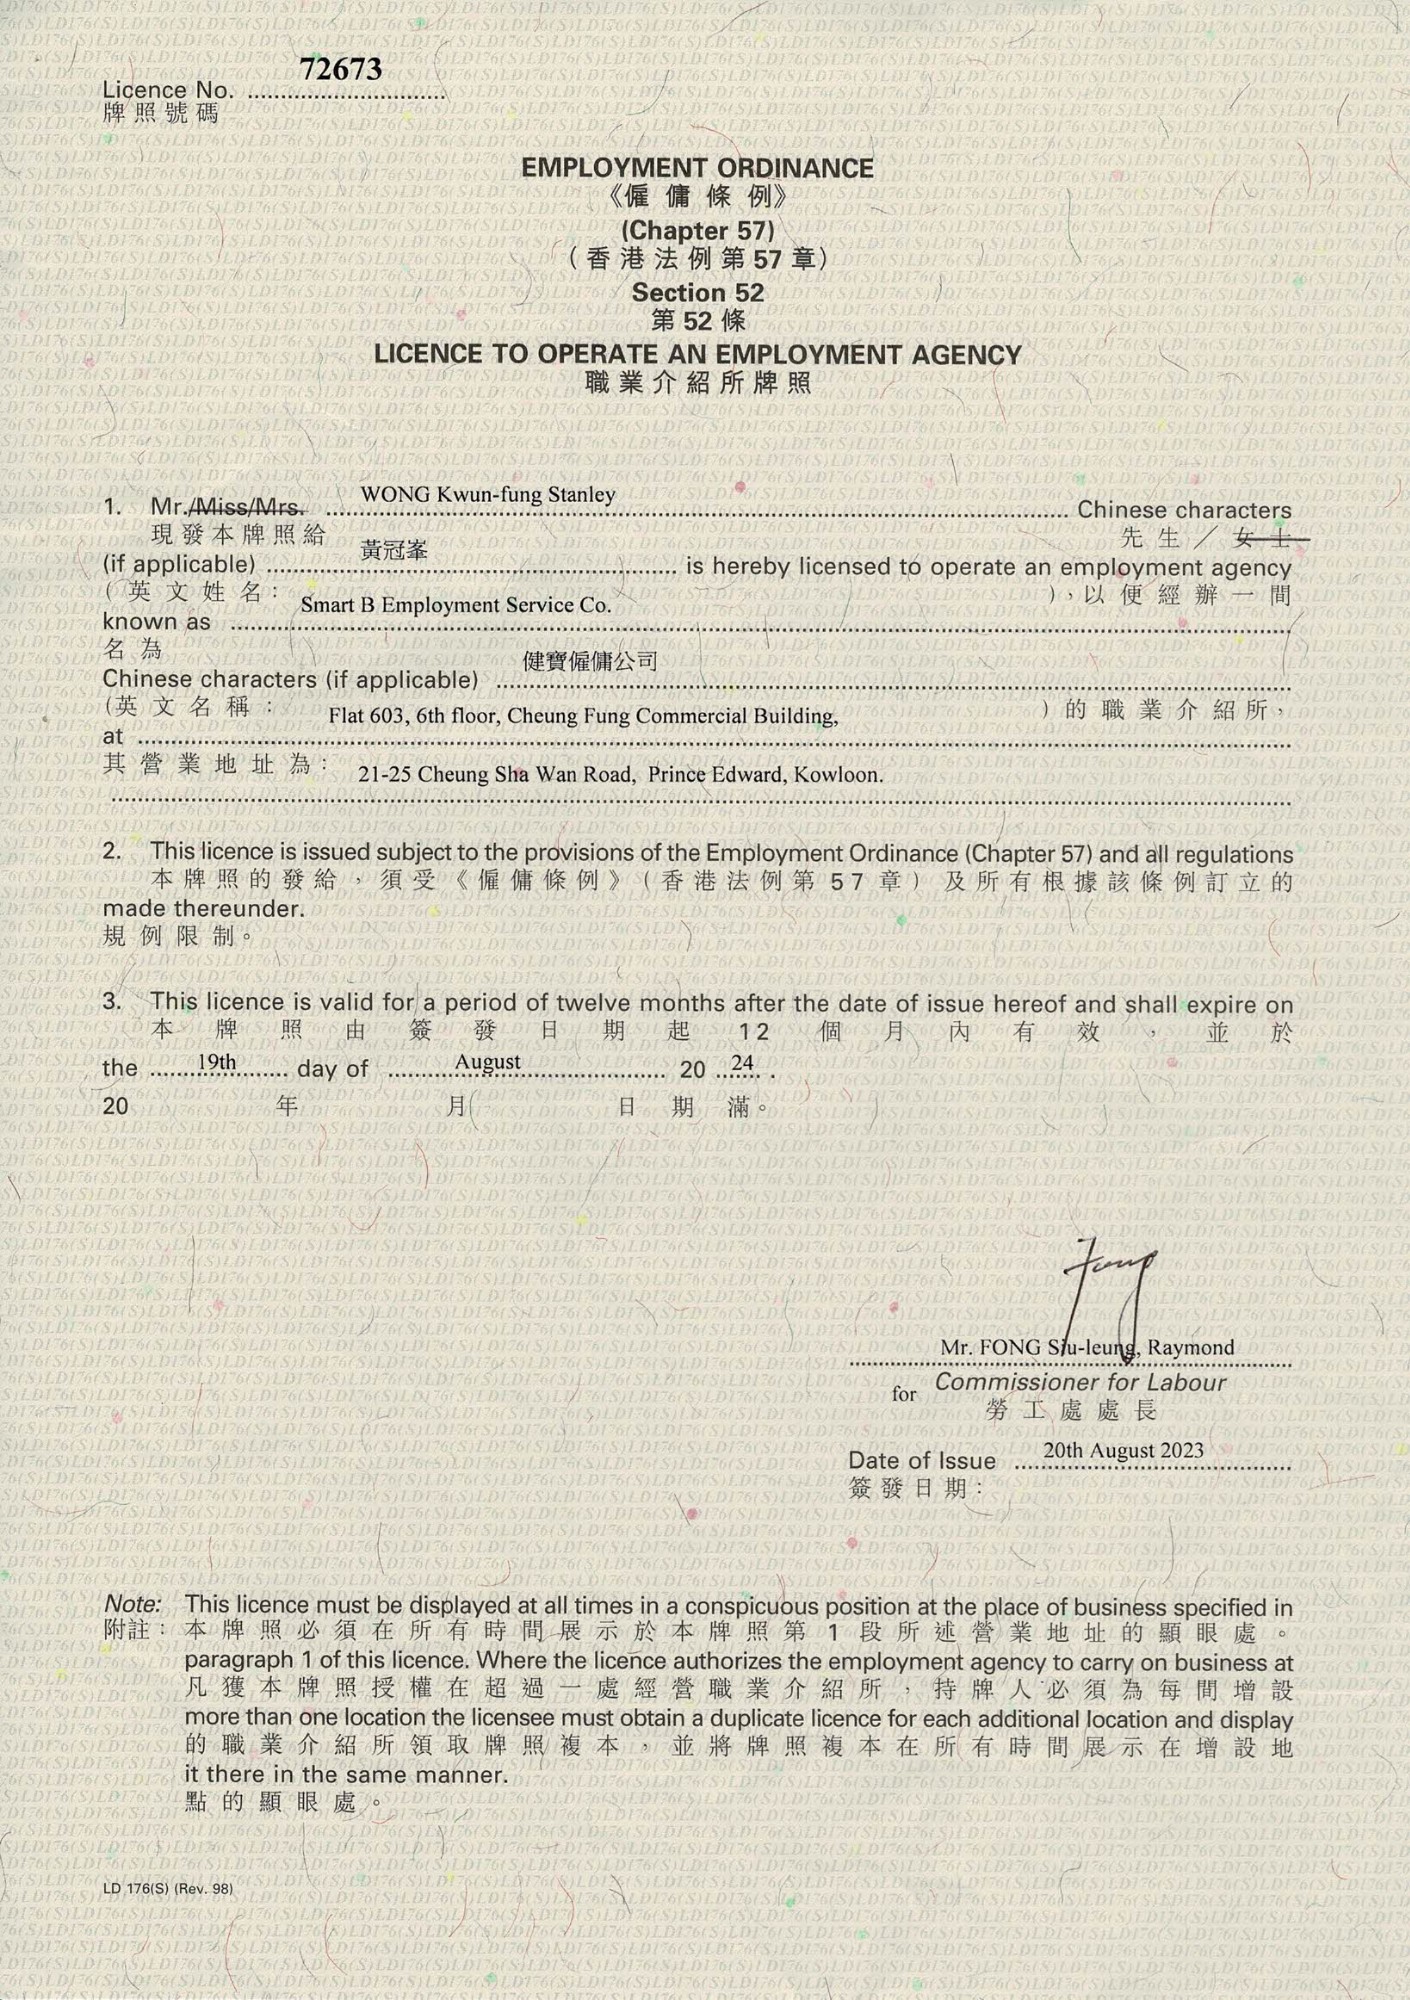 72673
Licence No. ..............................
牌照號碼
EMPLOYMENT ORDINANCE
《僱傭條例》
(Chapter 57)
(香港法例第57章)
Section 52
第52條
LICENCE TO OPERATE AN EMPLOYMENT AGENCY
職業介紹所牌照
1. Mr./Miss/Mrs. WONG Kwun-fung Stanley Chinese characters
現發本牌照給 先生／女士
(if applicable) 黃冠峯 is hereby licensed to operate an employment agency
(英文姓名: )，以便經辦一間
known as Smart B Employment Service Co.
名為
Chinese characters (if applicable) 健寶僱傭公司
(英文名稱: )的職業介紹所，
at Flat 603, 6th floor, Cheung Fung Commercial Building,
其營業地址為:
21-25 Cheung Sha Wan Road, Prince Edward, Kowloon.
2. This licence is issued subject to the provisions of the Employment Ordinance (Chapter 57) and all regulations
本牌照的發給，須受《僱傭條例》(香港法例第57章)及所有根據該條例訂立的
made thereunder.
規例限制。
3. This licence is valid for a period of twelve months after the date of issue hereof and shall expire on
本牌照由簽發日期起12個月內有效，並於
the 19th day of August 20 24 .
20 年 月 日期滿。
Fong
Mr. FONG Siu-leung, Raymond
for Commissioner for Labour
勞工處處長
Date of Issue 20th August 2023
簽發日期:
Note: This licence must be displayed at all times in a conspicuous position at the place of business specified in
附註: 本牌照必須在所有時間展示於本牌照第1段所述營業地址的顯眼處。
paragraph 1 of this licence. Where the licence authorizes the employment agency to carry on business at
凡獲本牌照授權在超過一處經營職業介紹所，持牌人必須為每間增設
more than one location the licensee must obtain a duplicate licence for each additional location and display
的職業介紹所領取牌照複本，並將牌照複本在所有時間展示在增設地
it there in the same manner.
點的顯眼處。
LD 176(S) (Rev. 98)